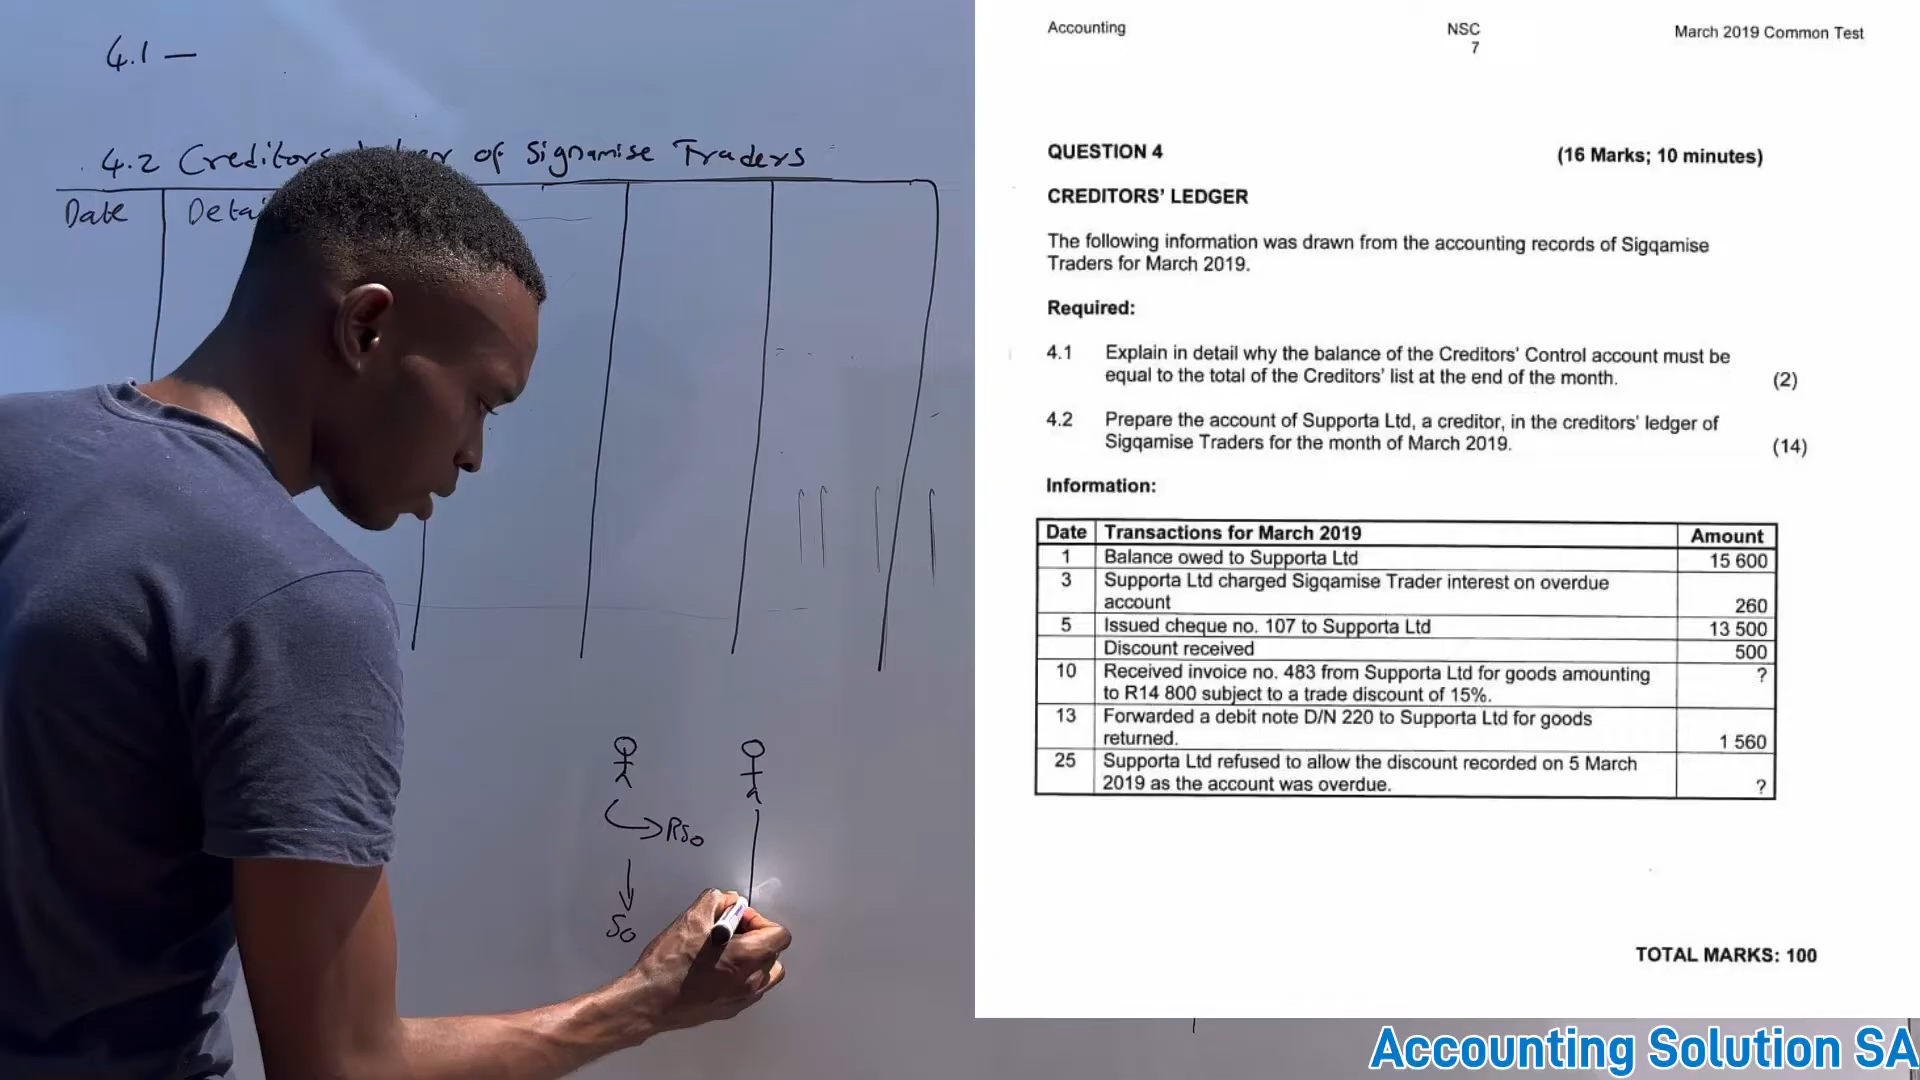 4.1 —
4.2 Creditors of Signamise Traders
Date
R50
50
Accounting
NSC
7
March 2019 Common Test
QUESTION 4
(16 Marks; 10 minutes)
CREDITORS' LEDGER
The following information was drawn from the accounting records of Sigqamise
Traders for March 2019.
Required:
4.1 Explain in detail why the balance of the Creditors' Control account must be
equal to the total of the Creditors' list at the end of the month. (2)
4.2 Prepare the account of Supporta Ltd, a creditor, in the creditors' ledger of
Sigqamise Traders for the month of March 2019. (14)
Information:
Date Transactions for March 2019 Amount
1 Balance owed to Supporta Ltd 15 600
3 Supporta Ltd charged Sigqamise Trader interest on overdue
account 260
5 Issued cheque no. 107 to Supporta Ltd 13 500
Discount received 500
10 Received invoice no. 483 from Supporta Ltd for goods amounting ?
to R14 800 subject to a trade discount of 15%.
13 Forwarded a debit note D/N 220 to Supporta Ltd for goods
returned. 1 560
25 Supporta Ltd refused to allow the discount recorded on 5 March
2019 as the account was overdue. ?
TOTAL MARKS: 100
Accounting Solution SA